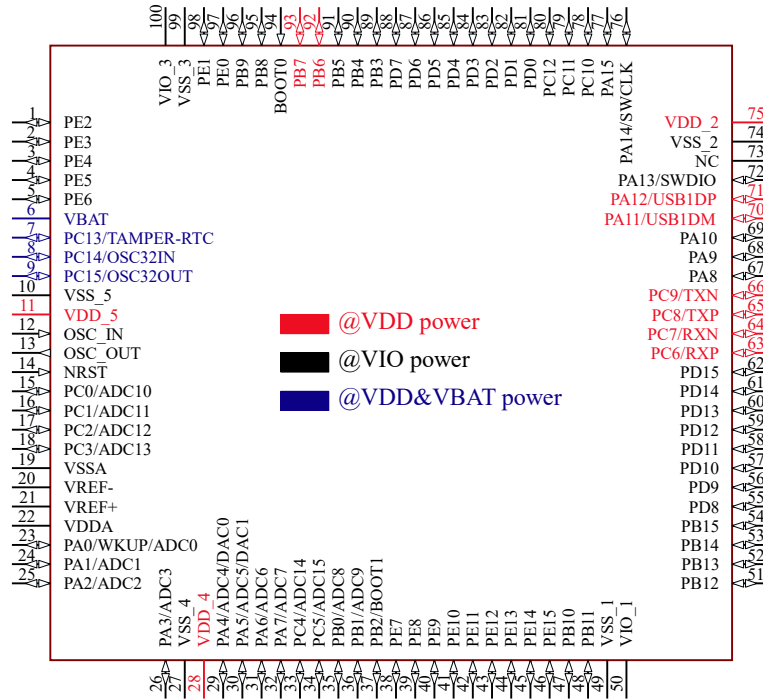 100 VIO_3
99 VSS_3
98 PE1
97 PE0
96 PB9
95 PB8
94 BOOT0
93 PB7
92 PB6
91 PB5
90 PB4
89 PB3
88 PD7
87 PD6
86 PD5
85 PD4
84 PD3
83 PD2
82 PD1
81 PD0
80 PC12
79 PC11
78 PC10
77 PA15
76 PA14/SWCLK
1 PE2
2 PE3
3 PE4
4 PE5
5 PE6
6 VBAT
7 PC13/TAMPER-RTC
8 PC14/OSC32IN
9 PC15/OSC32OUT
10 VSS_5
11 VDD_5
12 OSC_IN
13 OSC_OUT
14 NRST
15 PC0/ADC10
16 PC1/ADC11
17 PC2/ADC12
18 PC3/ADC13
19 VSSA
20 VREF-
21 VREF+
22 VDDA
23 PA0/WKUP/ADC0
24 PA1/ADC1
25 PA2/ADC2
@VDD power
@VIO power
@VDD&VBAT power
VDD_2 75
VSS_2 74
NC 73
PA13/SWDIO 72
PA12/USB1DP 71
PA11/USB1DM 70
PA10 69
PA9 68
PA8 67
PC9/TXN 66
PC8/TXP 65
PC7/RXN 64
PC6/RXP 63
PD15 62
PD14 61
PD13 60
PD12 59
PD11 58
PD10 57
PD9 56
PD8 55
PB15 54
PB14 53
PB13 52
PB12 51
26 PA3/ADC3
27 VSS_4
28 VDD_4
29 PA4/ADC4/DAC0
30 PA5/ADC5/DAC1
31 PA6/ADC6
32 PA7/ADC7
33 PC4/ADC14
34 PC5/ADC15
35 PB0/ADC8
36 PB1/ADC9
37 PB2/BOOT1
38 PE7
39 PE8
40 PE9
41 PE10
42 PE11
43 PE12
44 PE13
45 PE14
46 PE15
47 PB10
48 PB11
49 VSS_1
50 VIO_1